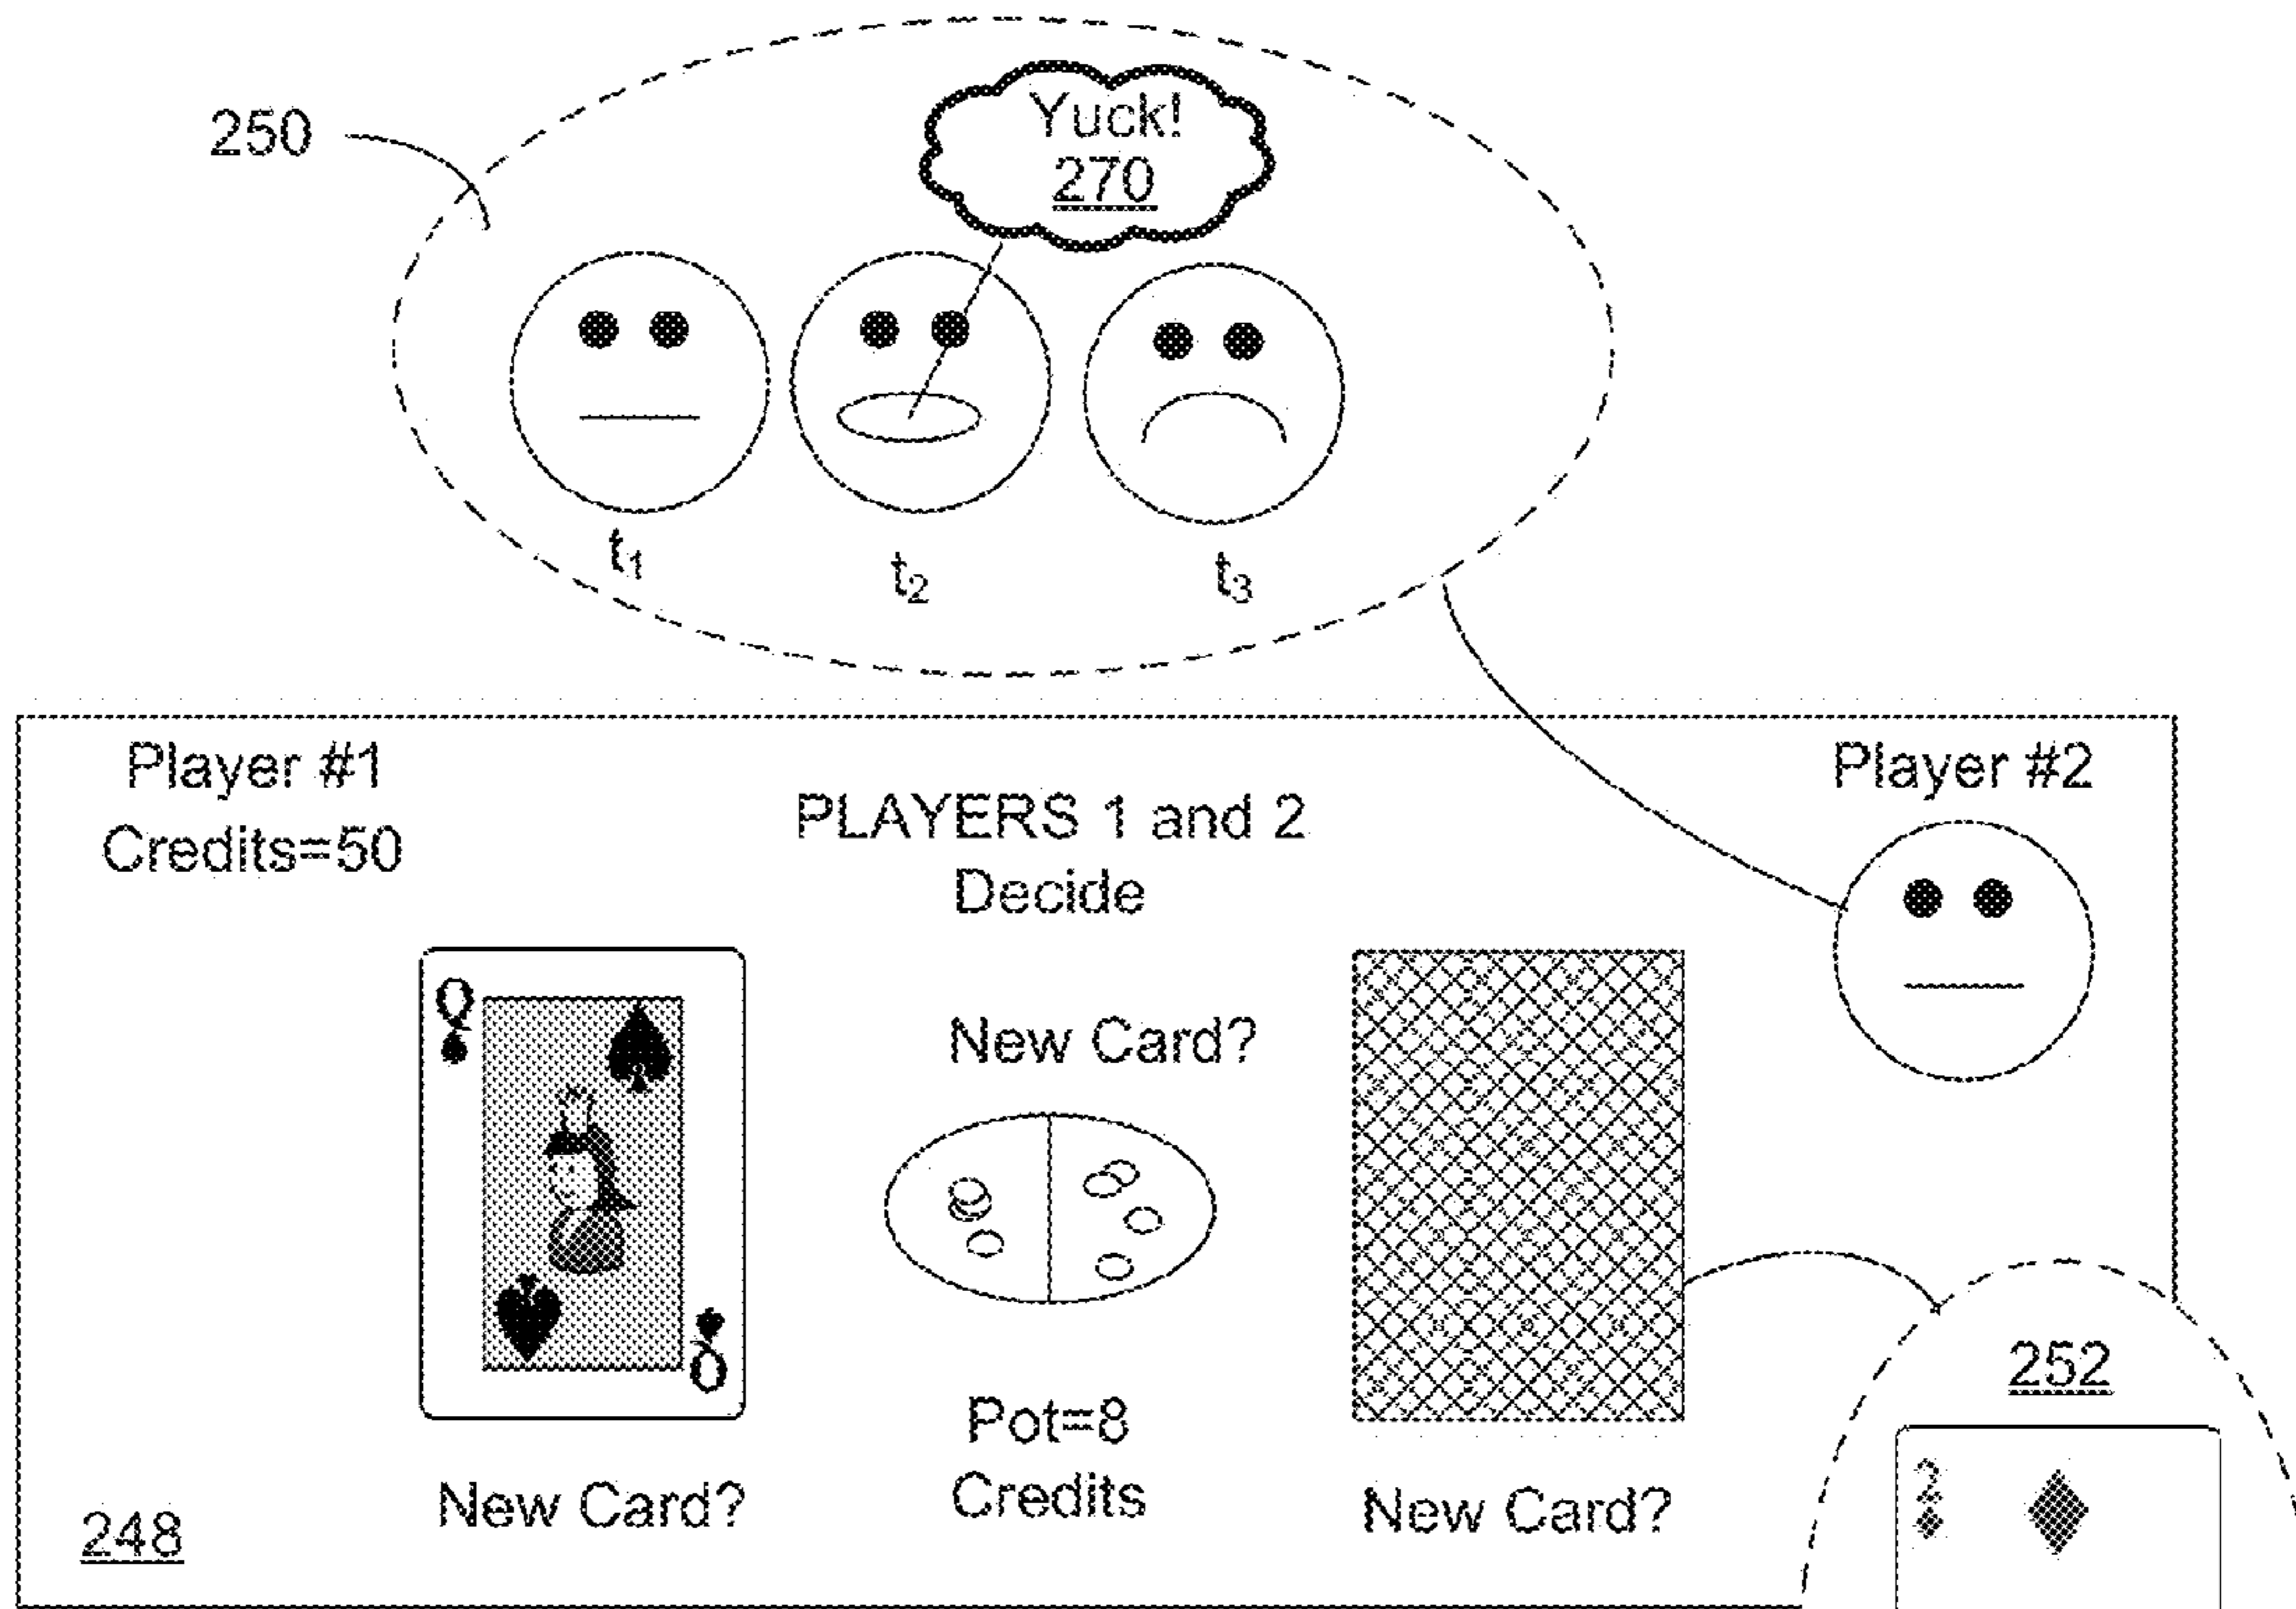 Yuck!
270
250
t1
t2
t3
Player #1
Credits=50
PLAYERS 1 and 2
Decide
Player #2
Q
New Card?
Q
Pot=8
Credits
New Card?
New Card?
248
252
2